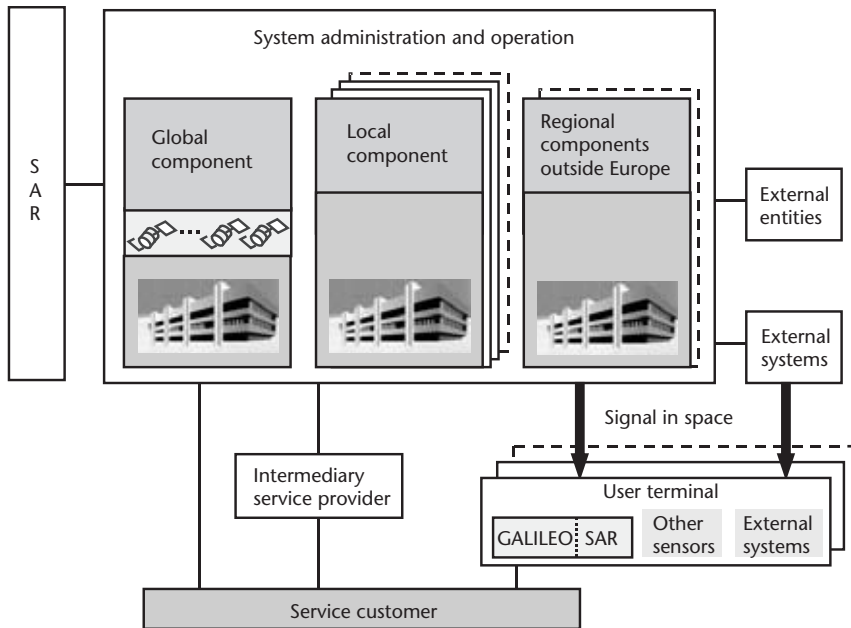 System administration and operation
S
A
R
Global
component
Local
component
Regional
components
outside Europe
External
entities
External
systems
Signal in space
Intermediary
service provider
User terminal
GALILEO SAR
Other
sensors
External
systems
Service customer